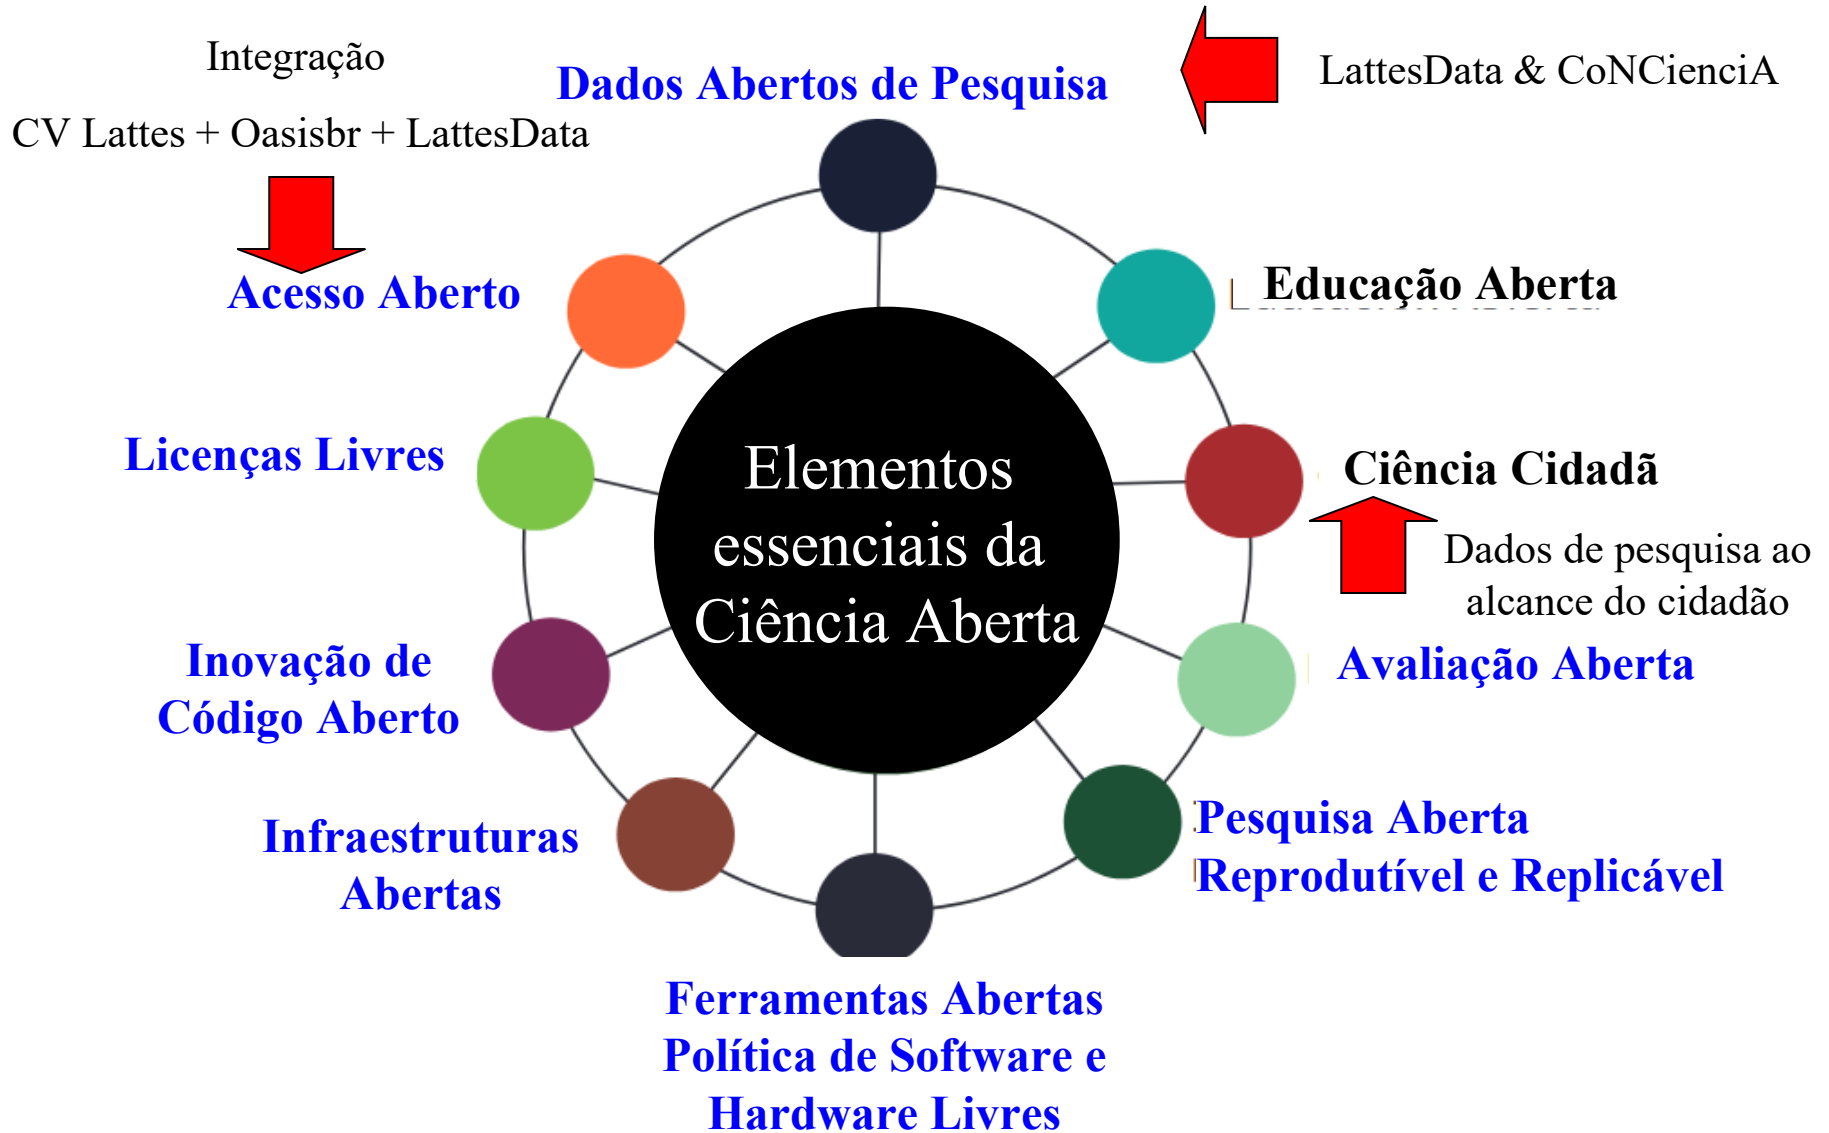 Integração
CV Lattes + Oasisbr + LattesData
Dados Abertos de Pesquisa
LattesData & CoNCienciA
Acesso Aberto
Educação Aberta
Licenças Livres
Elementos
essenciais da
Ciência Aberta
Ciência Cidadã
Dados de pesquisa ao
alcance do cidadão
Inovação de
Código Aberto
Avaliação Aberta
Infraestruturas
Abertas
Pesquisa Aberta
Reprodutível e Replicável
Ferramentas Abertas
Política de Software e
Hardware Livres